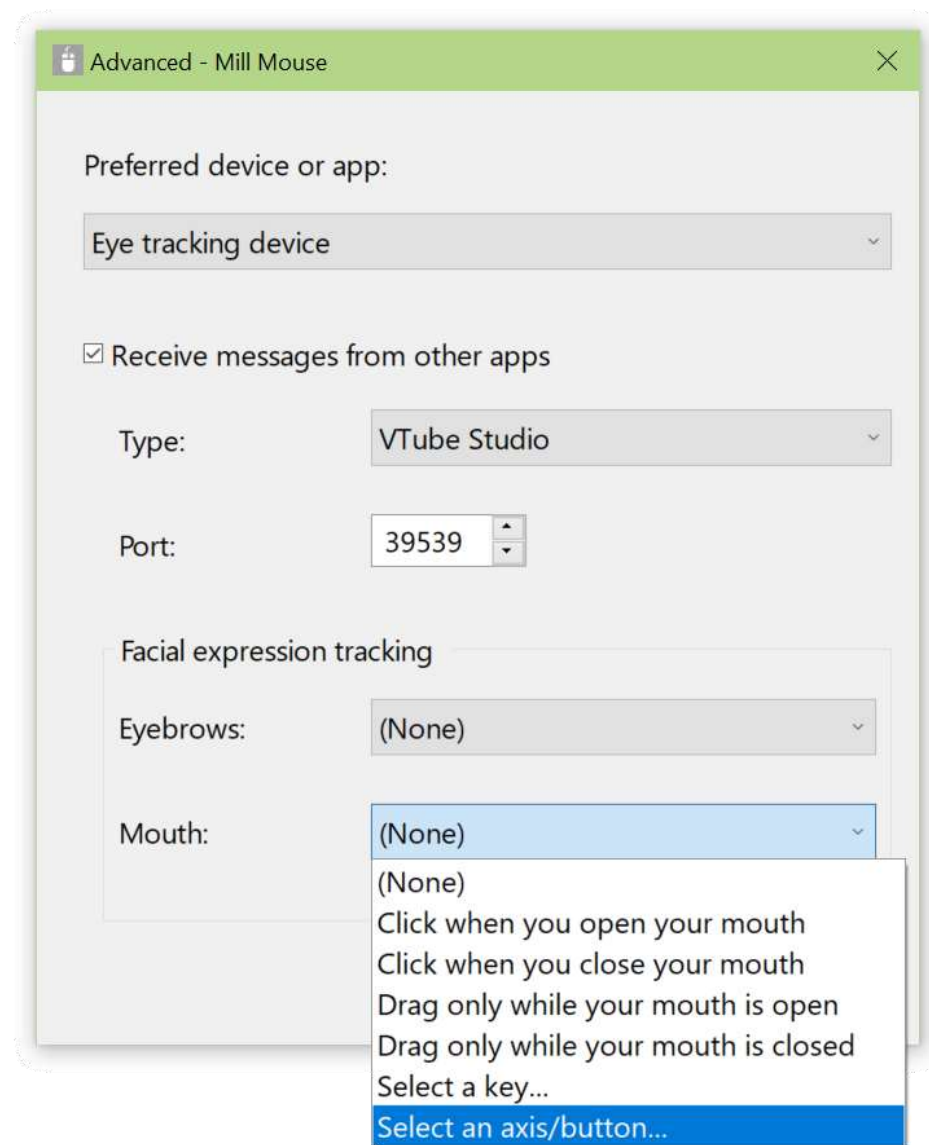 Advanced - Mill Mouse
Preferred device or app:
Eye tracking device
Receive messages from other apps
Type:
VTube Studio
Port:
39539
Facial expression tracking
Eyebrows:
(None)
Mouth:
(None)
(None)
Click when you open your mouth
Click when you close your mouth
Drag only while your mouth is open
Drag only while your mouth is closed
Select a key...
Select an axis/button...